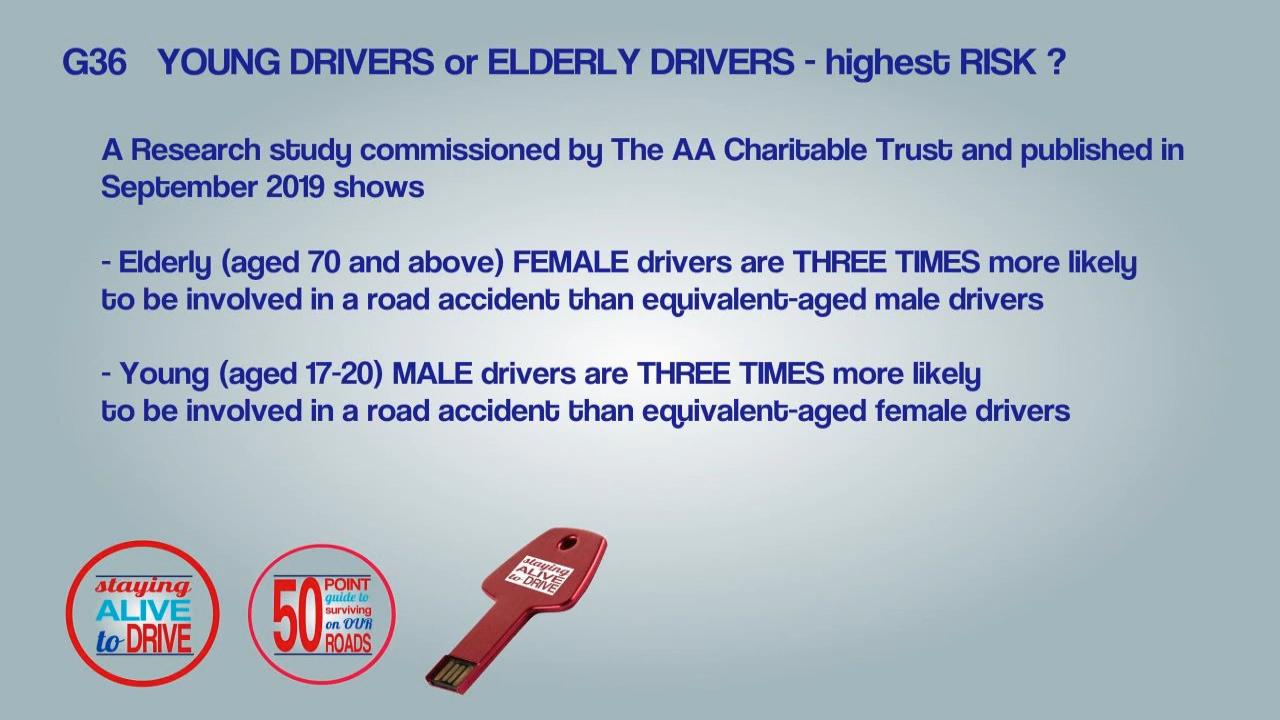 G36 YOUNG DRIVERS or ELDERLY DRIVERS - highest RISK ?
A Research study commissioned by The AA Charitable Trust and published in
September 2019 shows
- Elderly (aged 70 and above) FEMALE drivers are THREE TIMES more likely
to be involved in a road accident than equivalent-aged male drivers
- Young (aged 17-20) MALE drivers are THREE TIMES more likely
to be involved in a road accident than equivalent-aged female drivers
staying
ALIVE
to DRIVE
50 POINT
guide to
surviving
on OUR
ROADS
staying
ALIVE
to DRIVE